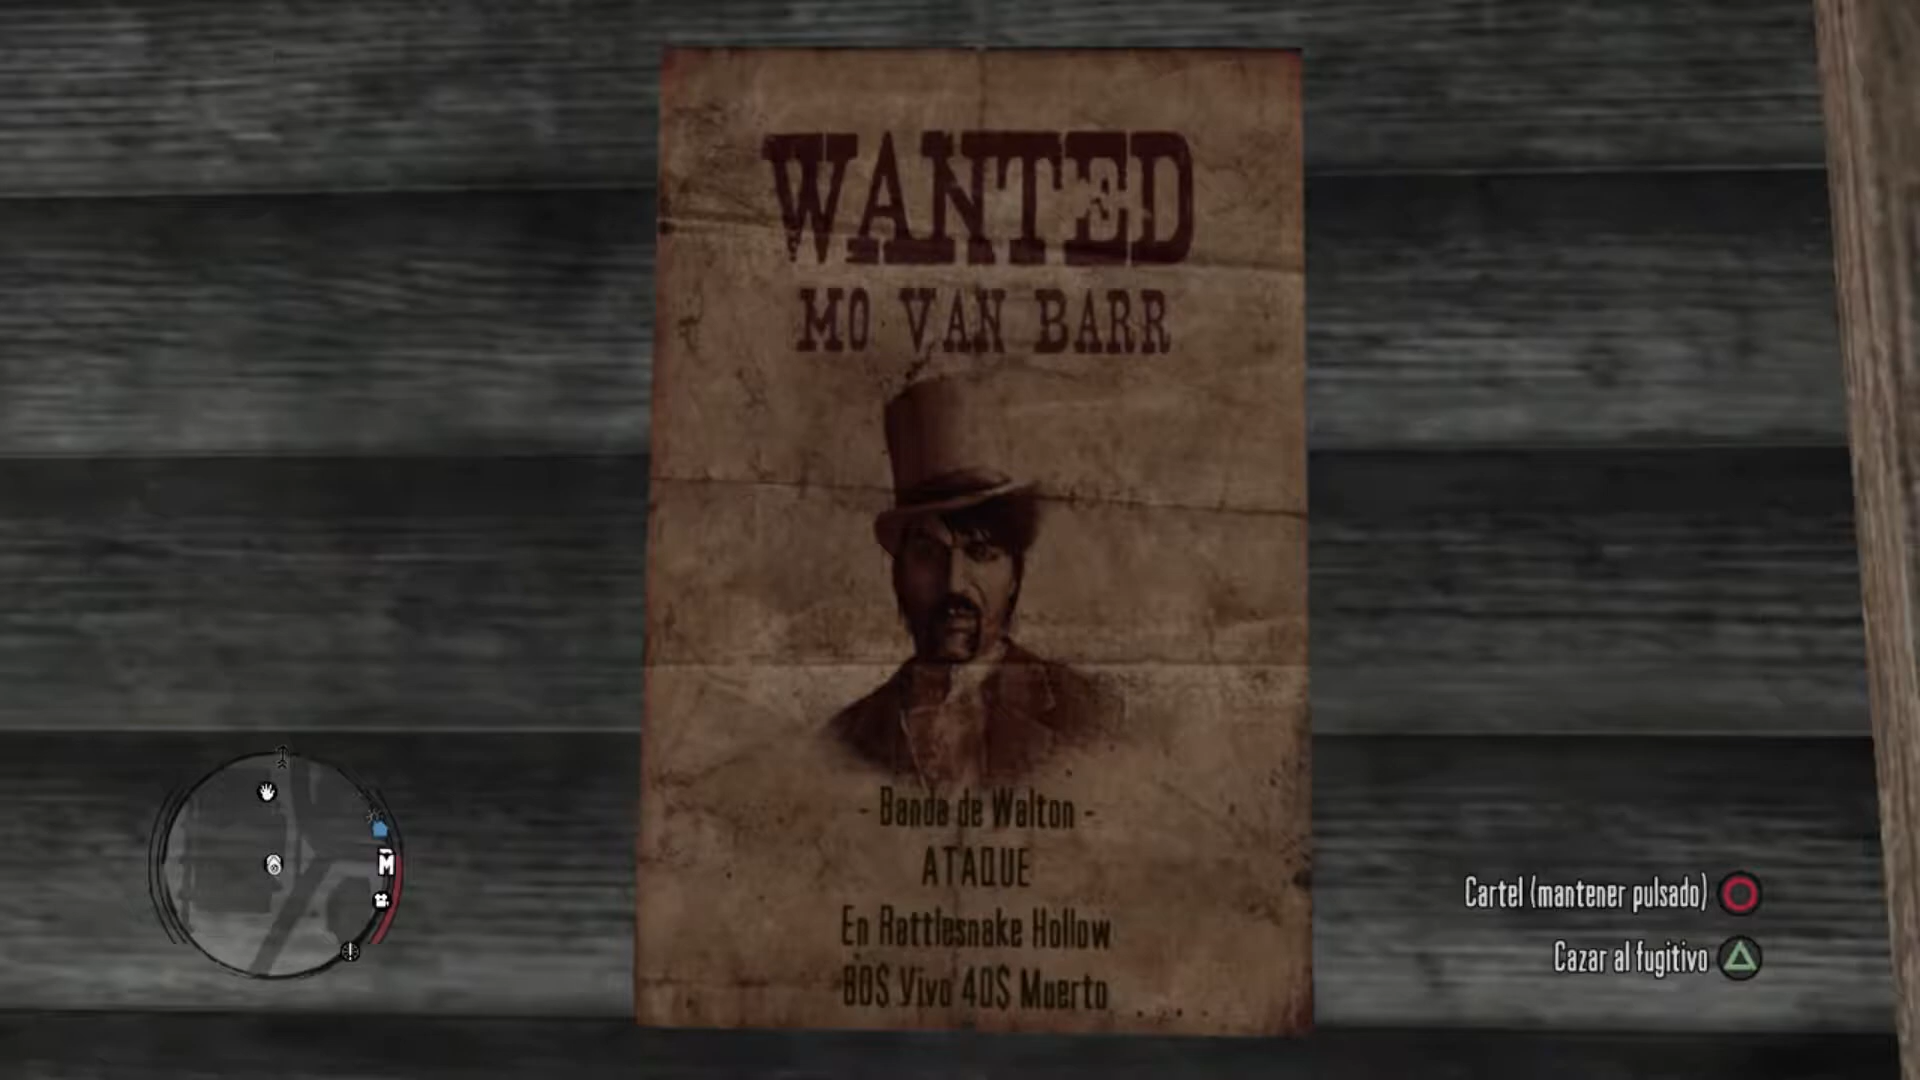 WANTED
MO VAN BARR
- Banda de Walton -
ATAQUE
En Rattlesnake Hollow
80$ Vivo 40$ Muerto
M
Cartel (mantener pulsado)
Cazar al fugitivo